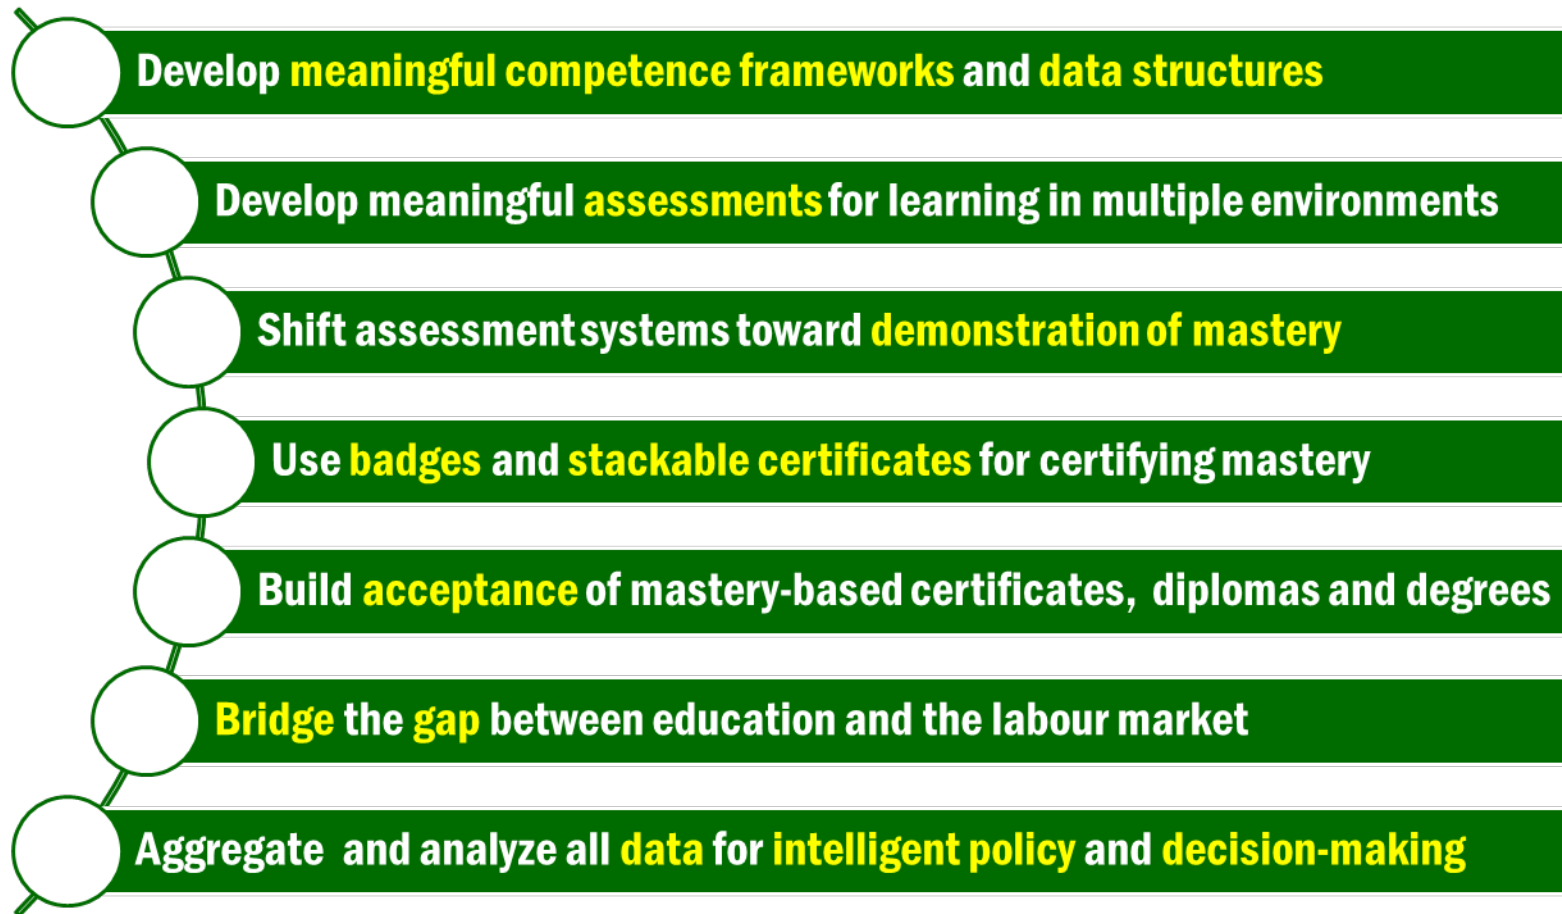 Develop meaningful competence frameworks and data structures
Develop meaningful assessments for learning in multiple environments
Shift assessment systems toward demonstration of mastery
Use badges and stackable certificates for certifying mastery
Build acceptance of mastery-based certificates, diplomas and degrees
Bridge the gap between education and the labour market
Aggregate and analyze all data for intelligent policy and decision-making